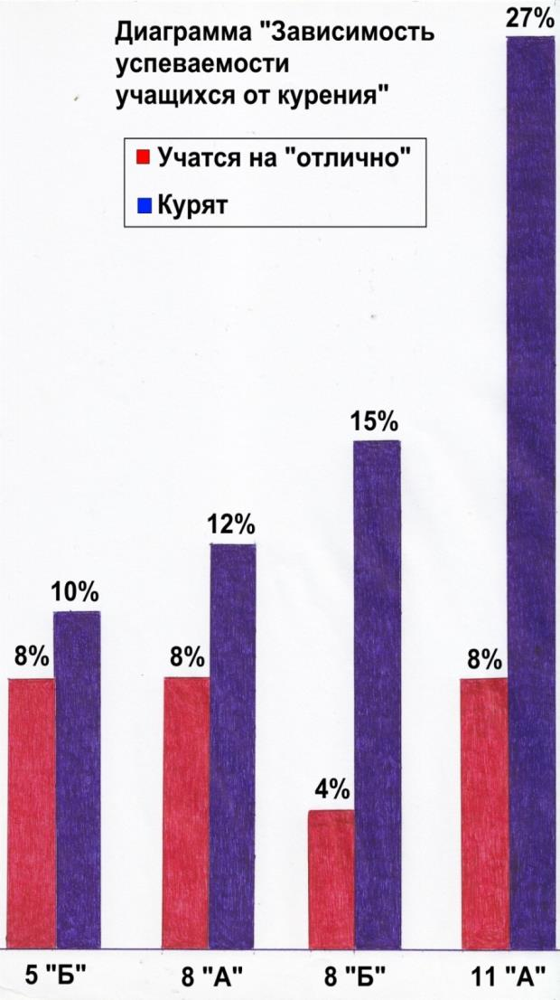 Диаграмма "Зависимость
успеваемости
учащихся от курения"
Учатся на "отлично"
Курят
27%
15%
12%
10%
8%
8%
8%
4%
5 "Б"
8 "А"
8 "Б"
11 "А"